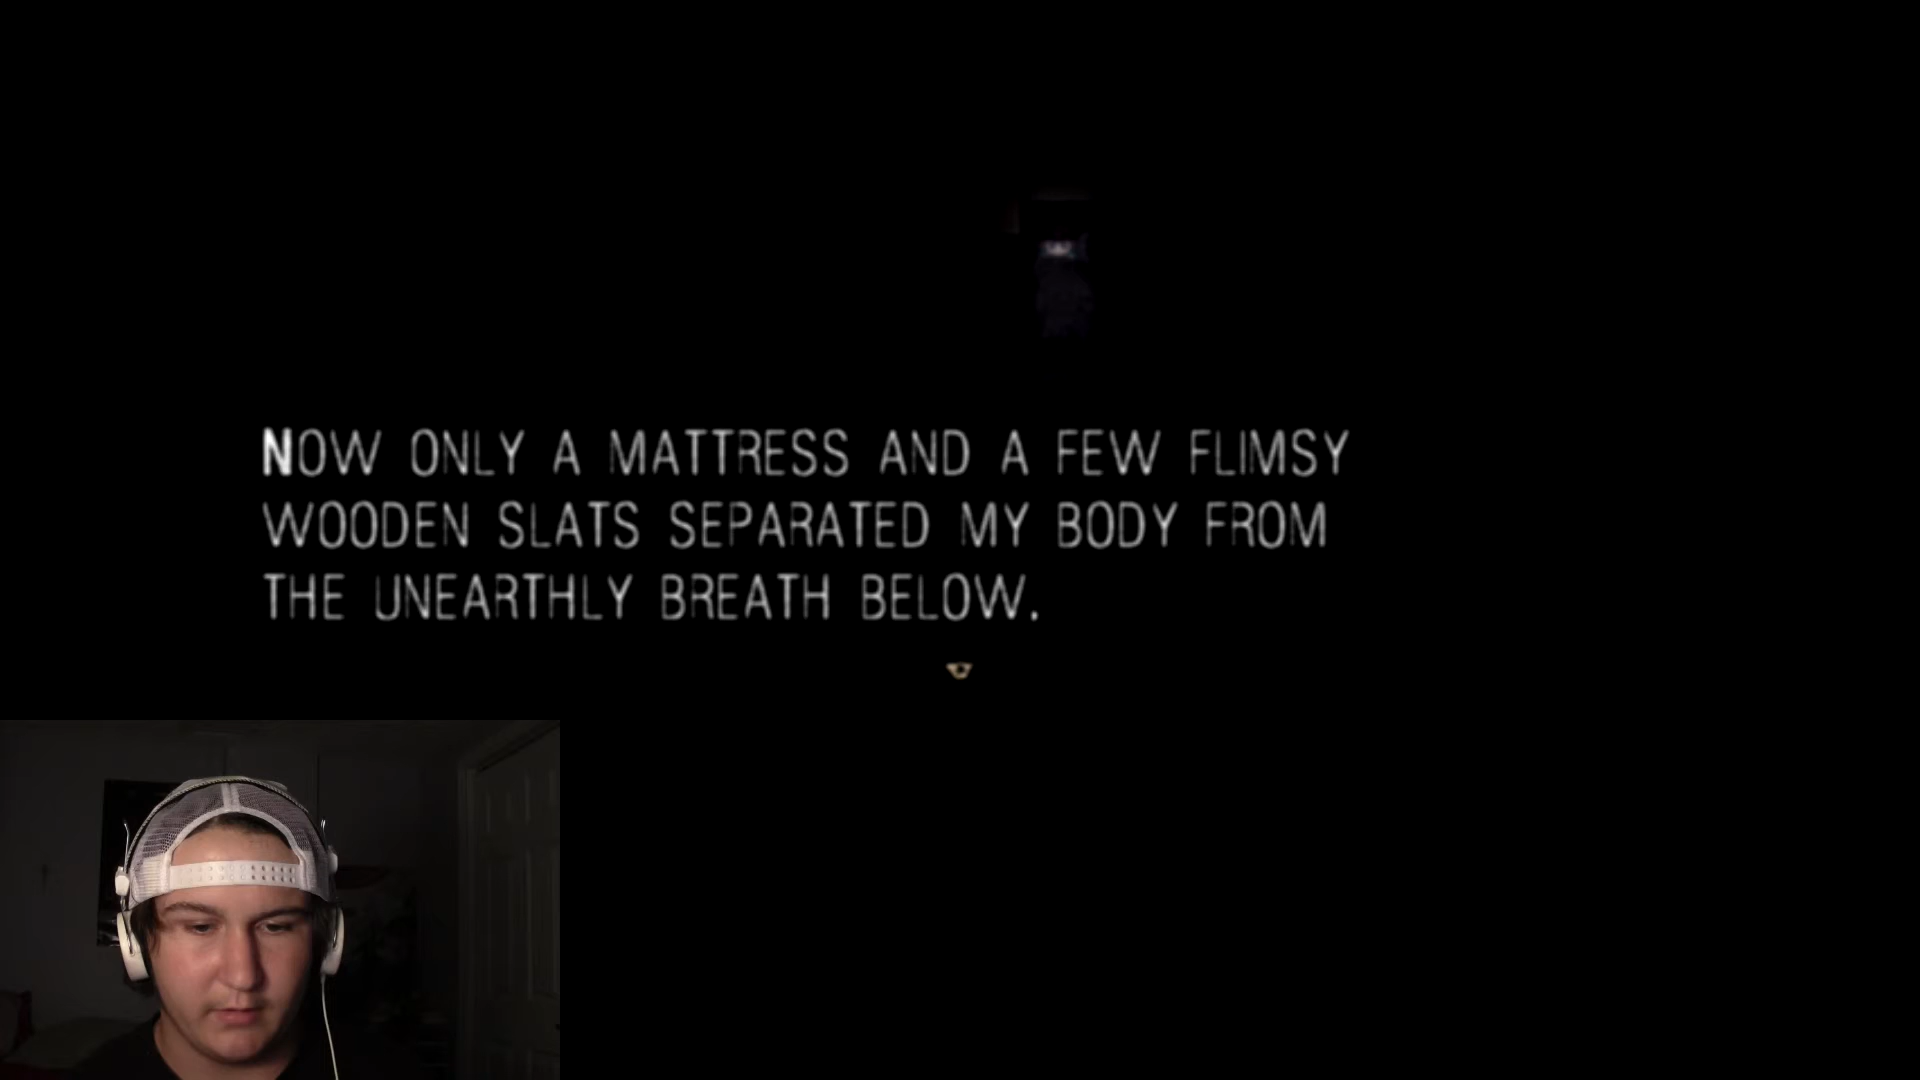 NOW ONLY A MATTRESS AND A FEW FLIMSY
WOODEN SLATS SEPARATED MY BODY FROM
THE UNEARTHLY BREATH BELOW.